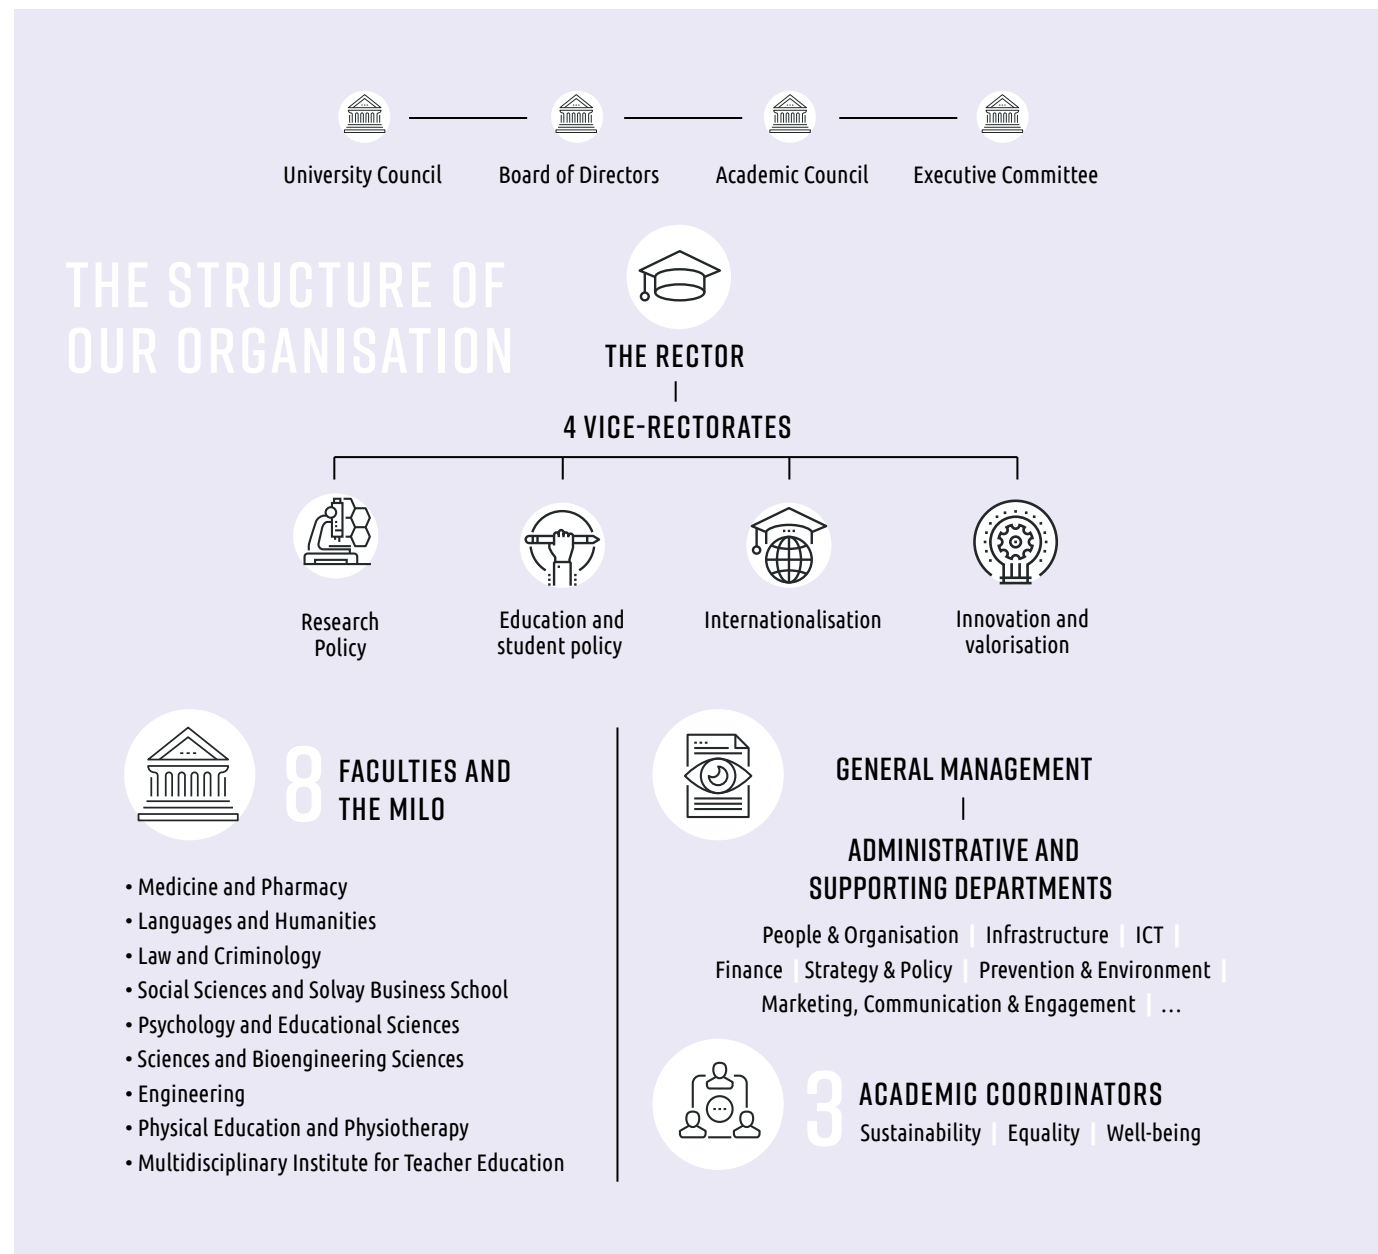 University Council
Board of Directors
Academic Council
Executive Committee
THE STRUCTURE OF
OUR ORGANISATION
THE RECTOR
4 VICE-RECTORATES
Research
Policy
Education and
student policy
Internationalisation
Innovation and
valorisation
8 FACULTIES AND
THE MILO
• Medicine and Pharmacy
• Languages and Humanities
• Law and Criminology
• Social Sciences and Solvay Business School
• Psychology and Educational Sciences
• Sciences and Bioengineering Sciences
• Engineering
• Physical Education and Physiotherapy
• Multidisciplinary Institute for Teacher Education
GENERAL MANAGEMENT
ADMINISTRATIVE AND
SUPPORTING DEPARTMENTS
People & Organisation | Infrastructure | ICT |
Finance | Strategy & Policy | Prevention & Environment |
Marketing, Communication & Engagement | ...
3 ACADEMIC COORDINATORS
Sustainability | Equality | Well-being